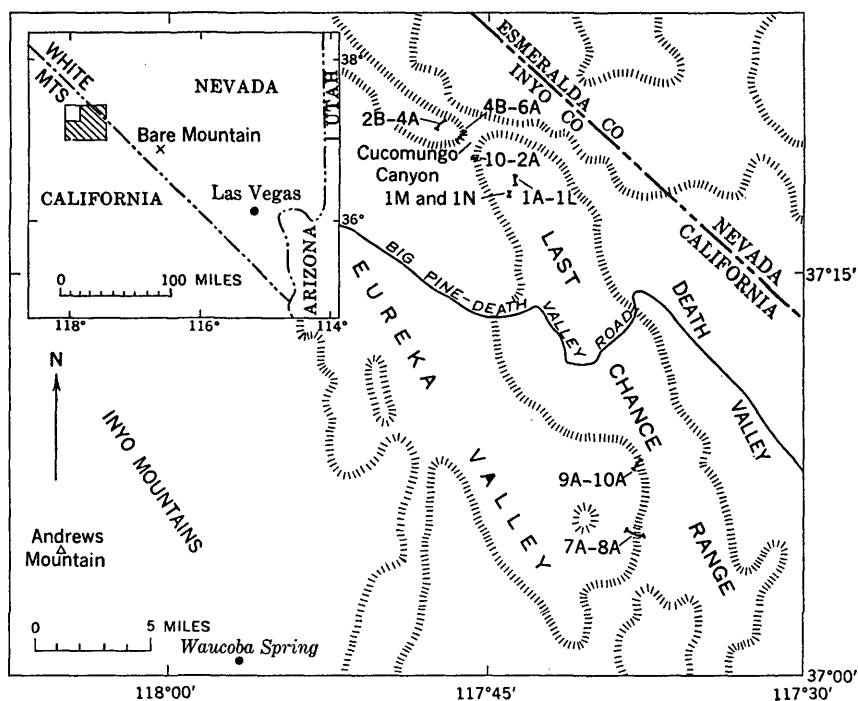 WHITE
MTS
NEVADA
UTAH
38°
Bare Mountain
CALIFORNIA
Las Vegas
36°
ARIZONA
0 100 MILES
118° 116° 114°
ESMERALDA CO
INYO CO
2B-4A
4B-6A
Cucomungo
Canyon
10-2A
1M and 1N
1A-1L
NEVADA
CALIFORNIA
37°15'
LAST
CHANCE
RANGE
BIG PINE-DEATH VALLEY ROAD
EUREKA
VALLEY
DEATH
VALLEY
N
INYO MOUNTAINS
9A-10A
7A-8A
Andrews
Mountain
0 5 MILES
Waucoba Spring
37°00'
118°00' 117°45' 117°30'